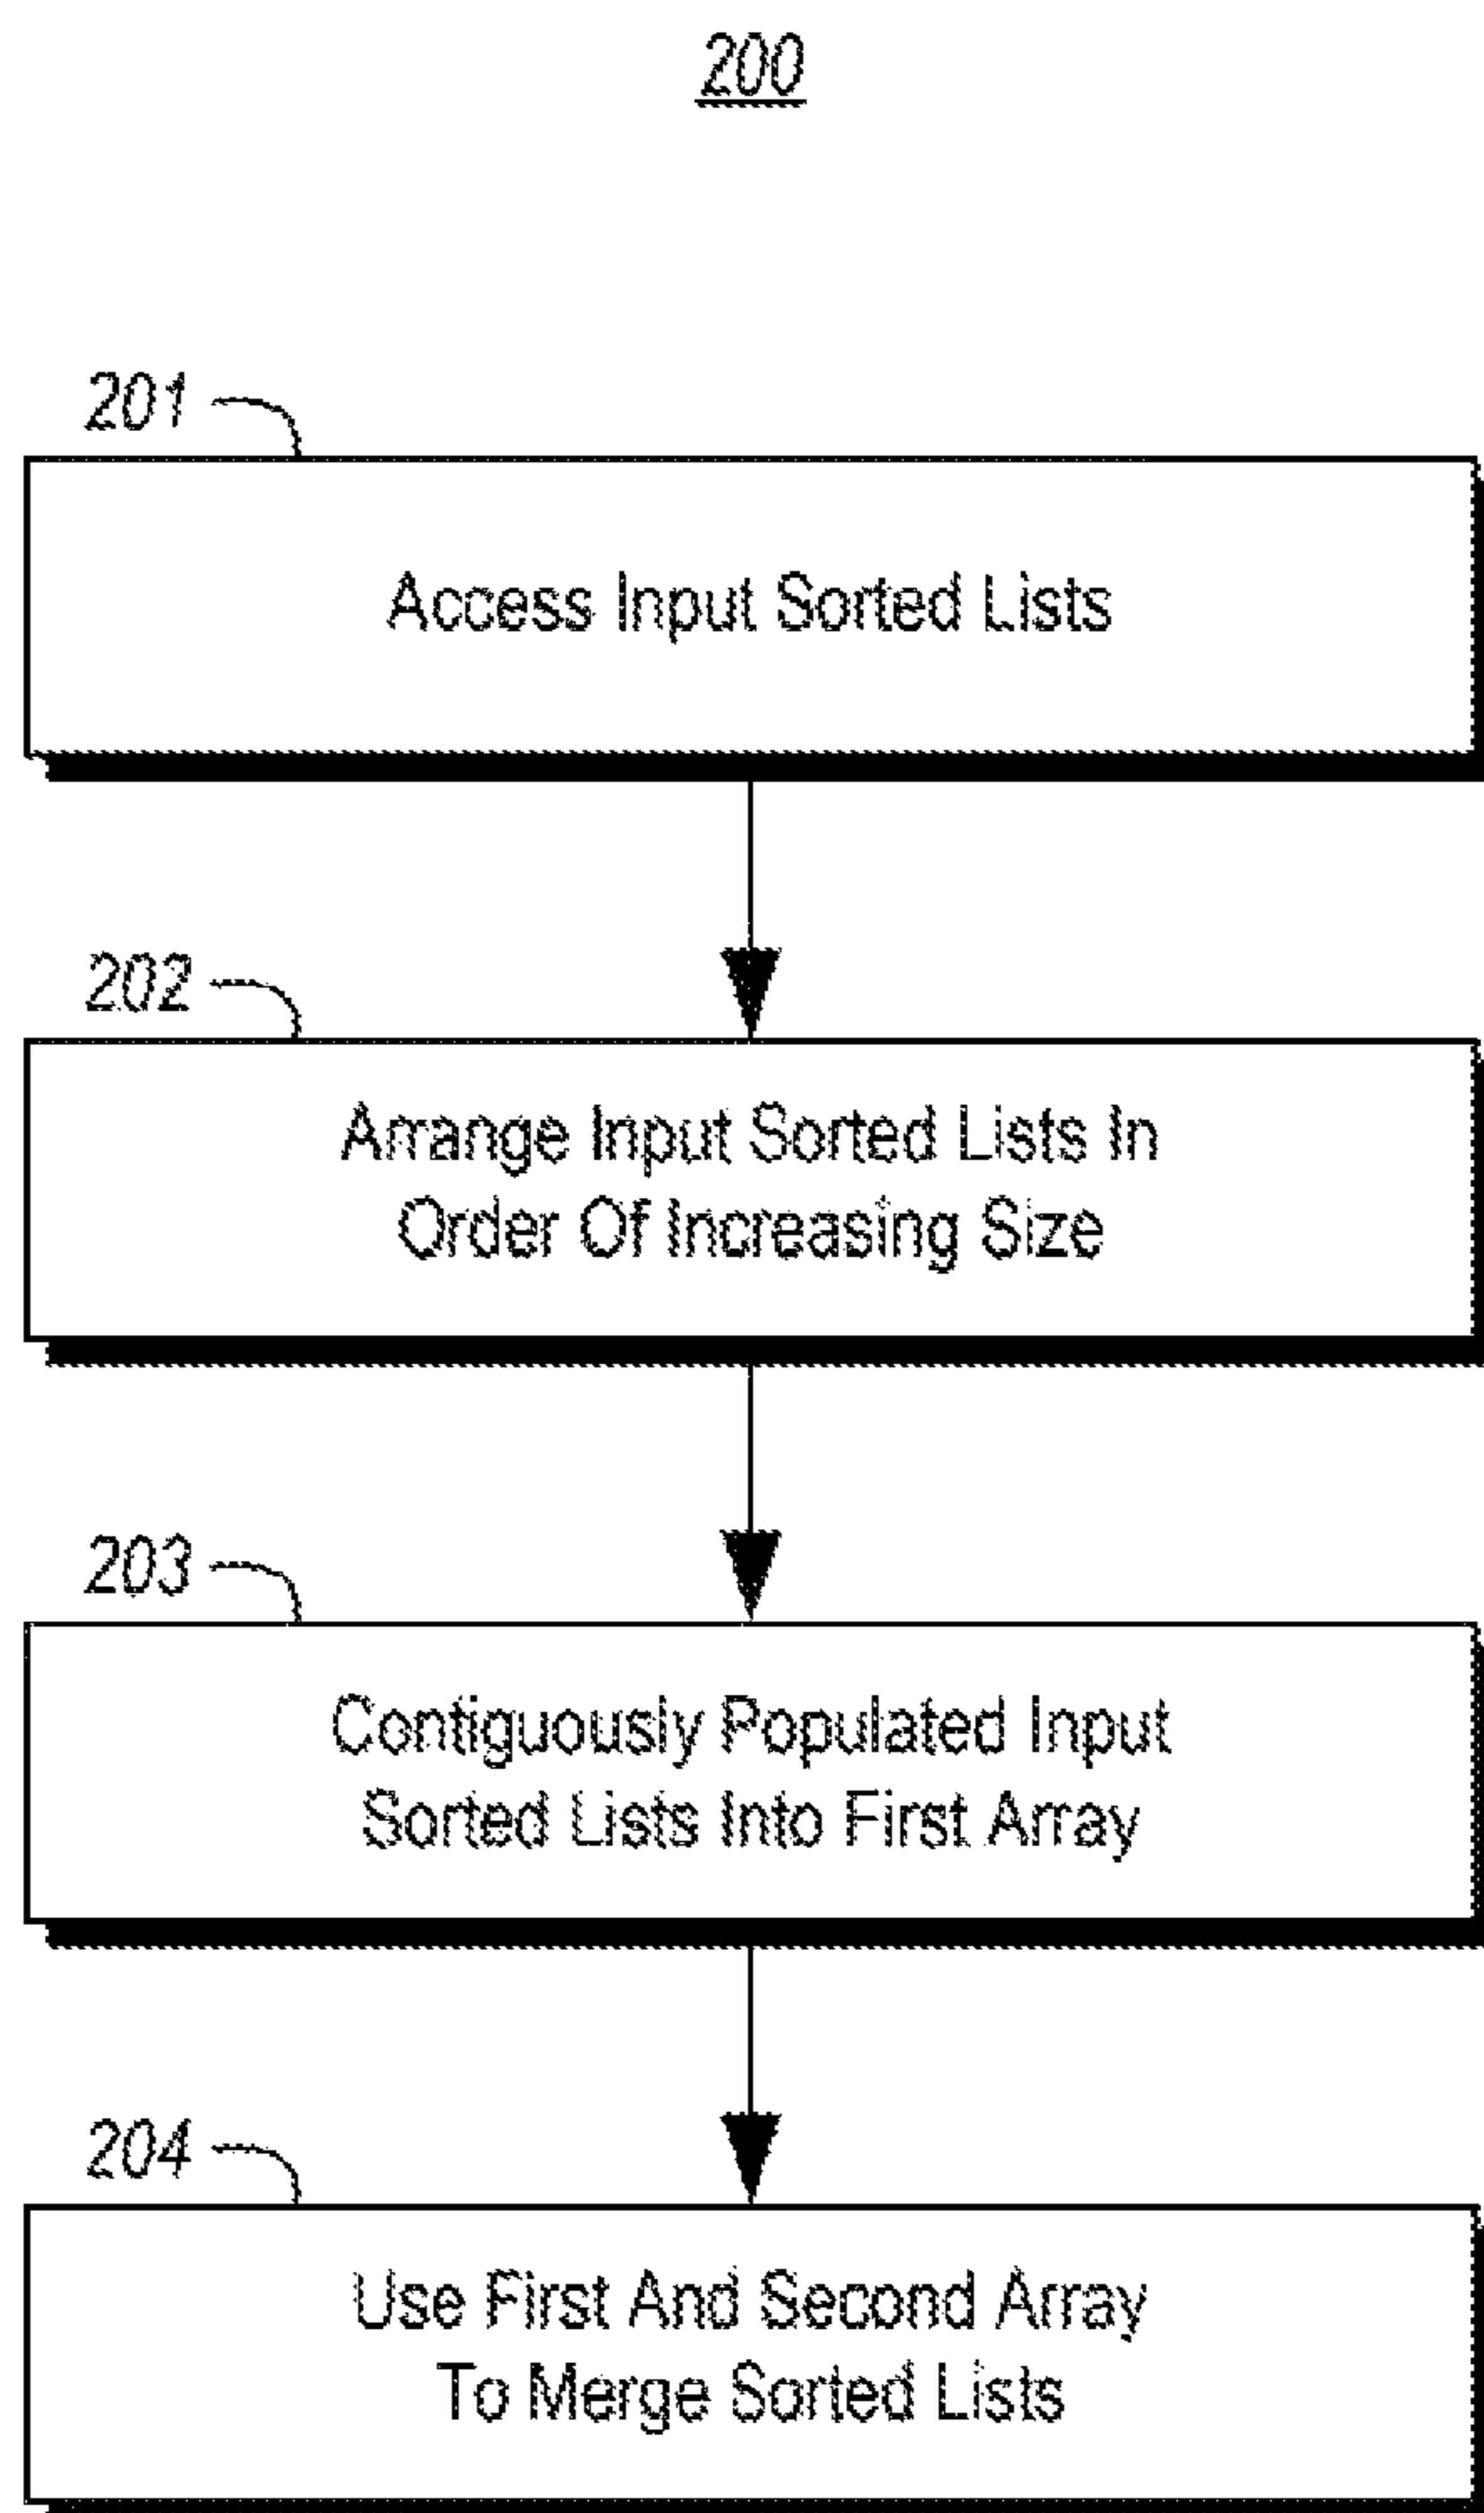 200
201
Access Input Sorted Lists
202
Arrange Input Sorted Lists In
Order Of Increasing Size
203
Contiguously Populated Input
Sorted Lists Into First Array
204
Use First And Second Array
To Merge Sorted Lists